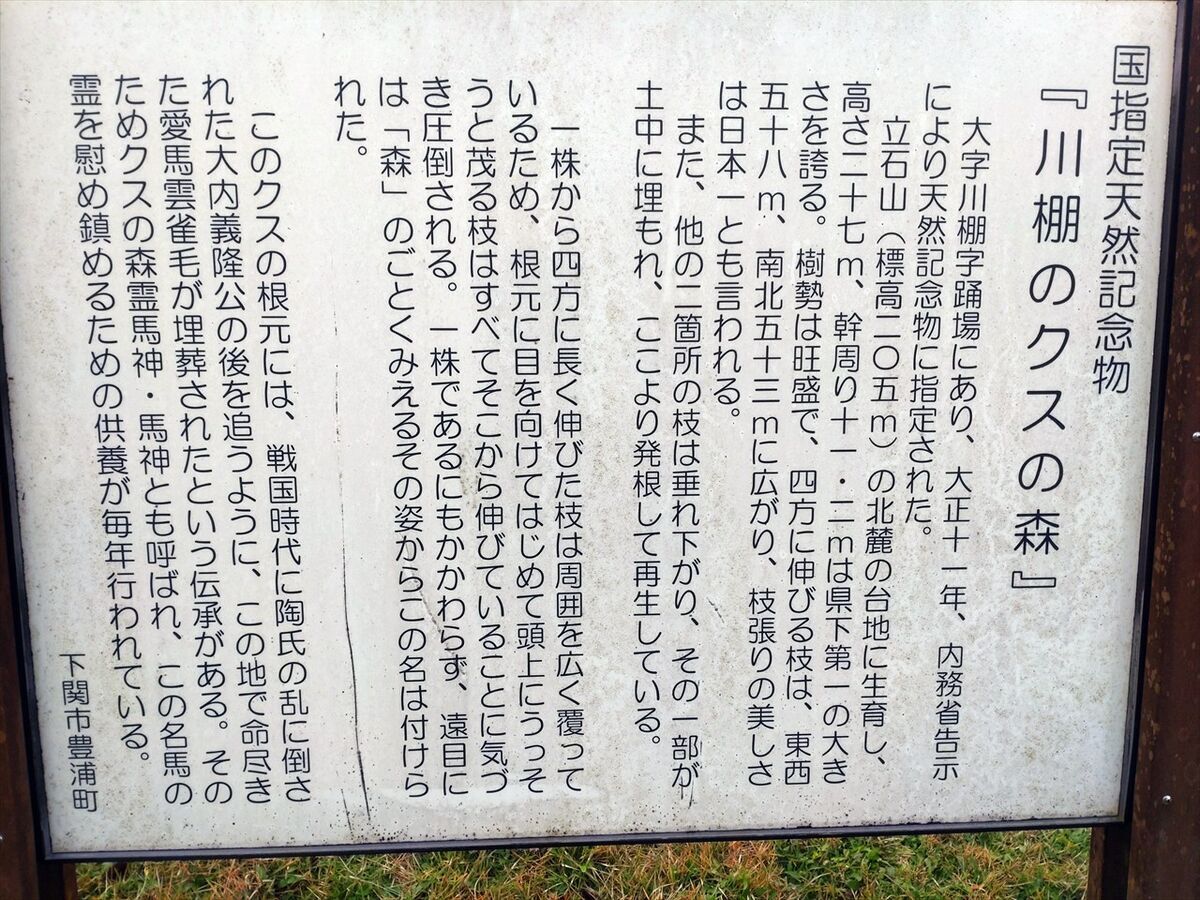 国指定天然記念物
『川棚のクスの森』
大字川棚字踊場にあり、大正十一年、内務省告示
により天然記念物に指定された。
立石山（標高二〇五ｍ）の北麓の台地に生育し、
高さ二十七ｍ、幹周り十一・二ｍは県下第一の大き
さを誇る。樹勢は旺盛で、四方に伸びる枝は、東西
五十八ｍ、南北五十三ｍに広がり、枝張りの美しさ
は日本一とも言われる。
また、他の二箇所の枝は垂れ下がり、その一部が
土中に埋もれ、ここより発根して再生している。
一株から四方に長く伸びた枝は周囲を広く覆って
いるため、根元に目を向けてはじめて頭上にうっそ
うと茂る枝はすべてそこから伸びていることに気づ
き圧倒される。一株であるにもかかわらず、遠目に
は「森」のごとくみえるその姿からこの名は付けら
れた。
このクスの根元には、戦国時代に陶氏の乱に倒さ
れた大内義隆公の後を追うように、この地で命尽き
た愛馬雲雀毛が埋葬されたという伝承がある。その
ためクスの森霊馬神・馬神とも呼ばれ、この名馬の
霊を慰め鎮めるための供養が毎年行われている。
下関市豊浦町